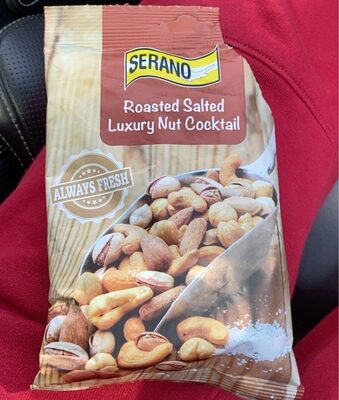 SERANO
Roasted Salted
Luxury Nut Cocktail
ALWAYS FRESH